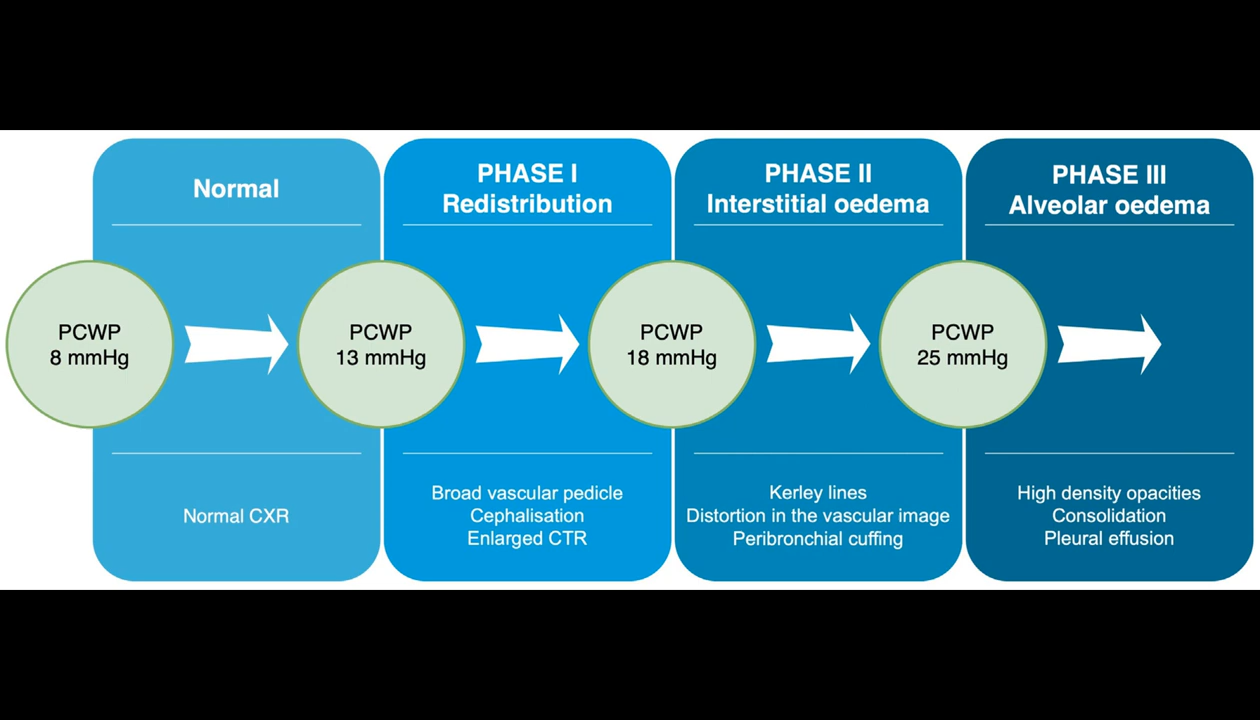 Normal
PCWP
8 mmHg
Normal CXR
PHASE I
Redistribution
PCWP
13 mmHg
Broad vascular pedicle
Cephalisation
Enlarged CTR
PHASE II
Interstitial oedema
PCWP
18 mmHg
Kerley lines
Distortion in the vascular image
Peribronchial cuffing
PHASE III
Alveolar oedema
PCWP
25 mmHg
High density opacities
Consolidation
Pleural effusion